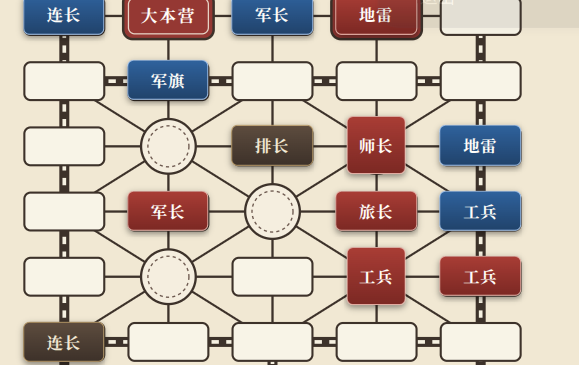 连长 大本营 军长 地雷
军旗
排长 师长 地雷
军长 旅长 工兵
工兵 工兵
连长